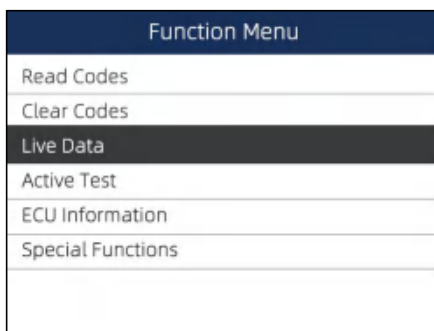 Function Menu
Read Codes
Clear Codes
Live Data
Active Test
ECU Information
Special Functions